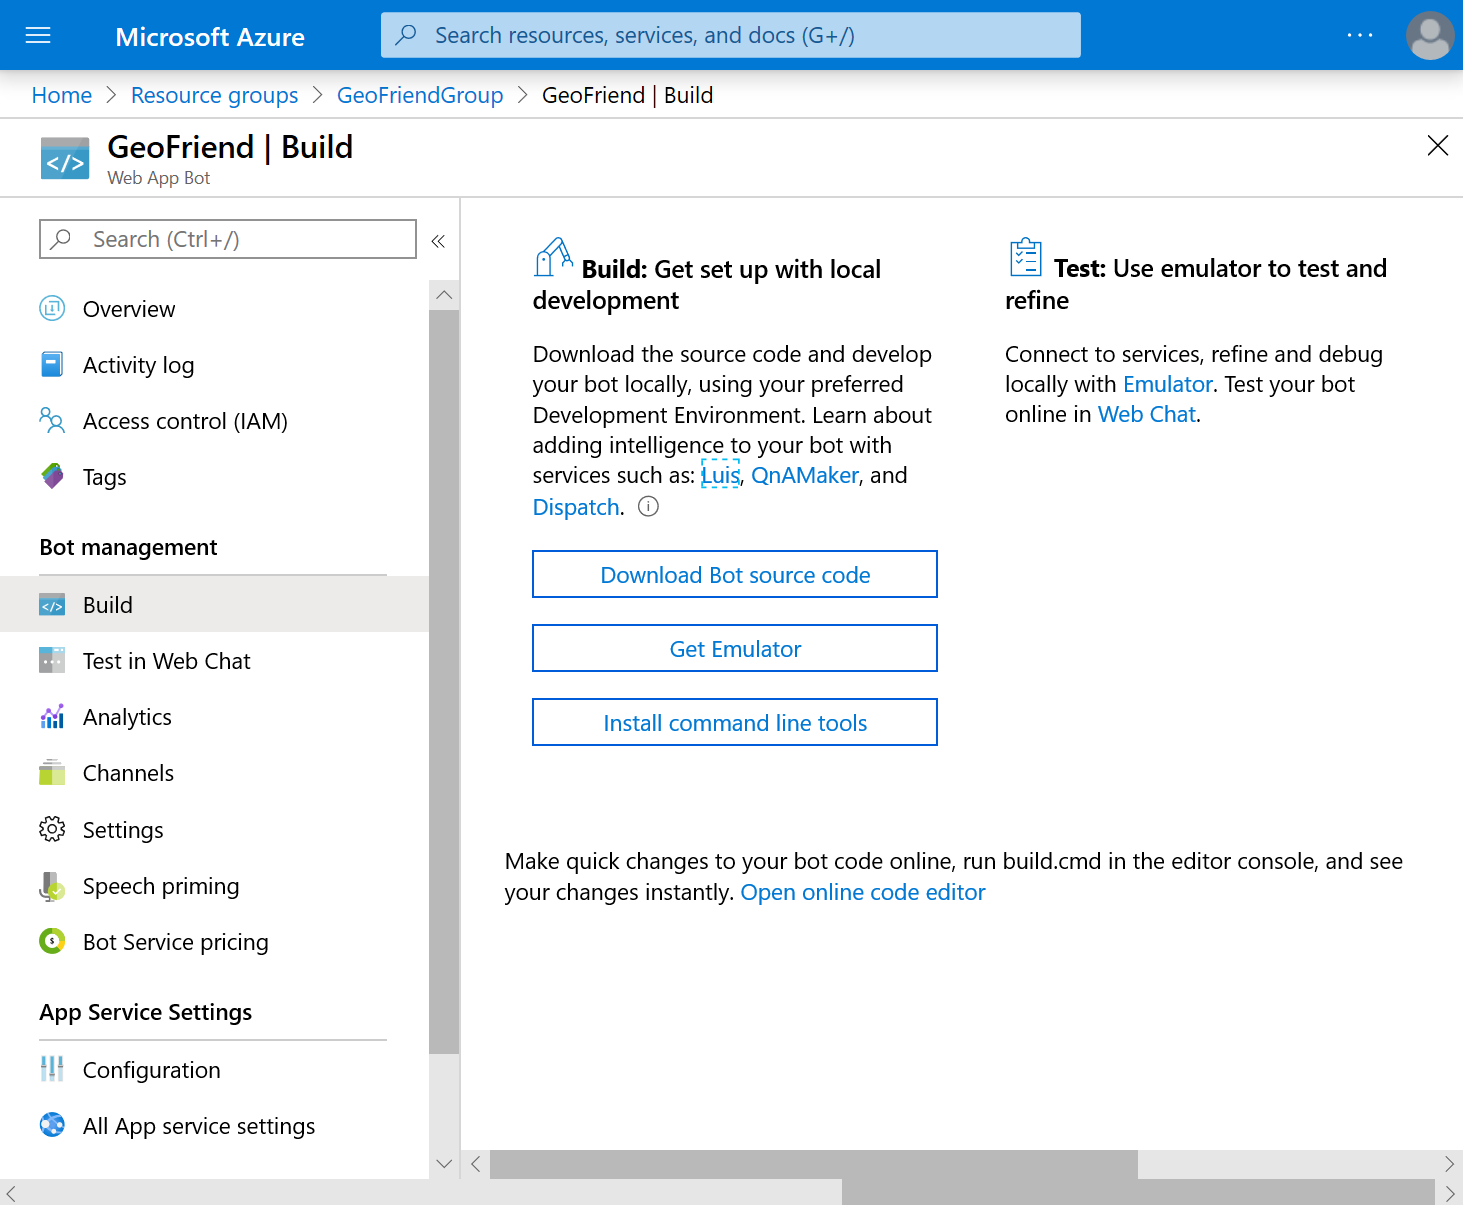 Microsoft Azure
Search resources, services, and docs (G+/)
Home > Resource groups > GeoFriendGroup > GeoFriend | Build
GeoFriend | Build
Web App Bot
Search (Ctrl+/)
Overview
Activity log
Access control (IAM)
Tags
Bot management
Build
Test in Web Chat
Analytics
Channels
Settings
Speech priming
Bot Service pricing
App Service Settings
Configuration
All App service settings
Build: Get set up with local
development
Download the source code and develop
your bot locally, using your preferred
Development Environment. Learn about
adding intelligence to your bot with
services such as: Luis, QnAMaker, and
Dispatch.
Download Bot source code
Get Emulator
Install command line tools
Test: Use emulator to test and
refine
Connect to services, refine and debug
locally with Emulator. Test your bot
online in Web Chat.
Make quick changes to your bot code online, run build.cmd in the editor console, and see
your changes instantly. Open online code editor